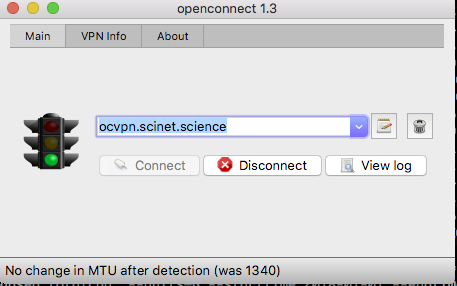 openconnect 1.3
Main VPN Info About
ocvpn.scinet.science
Connect Disconnect View log
No change in MTU after detection (was 1340)